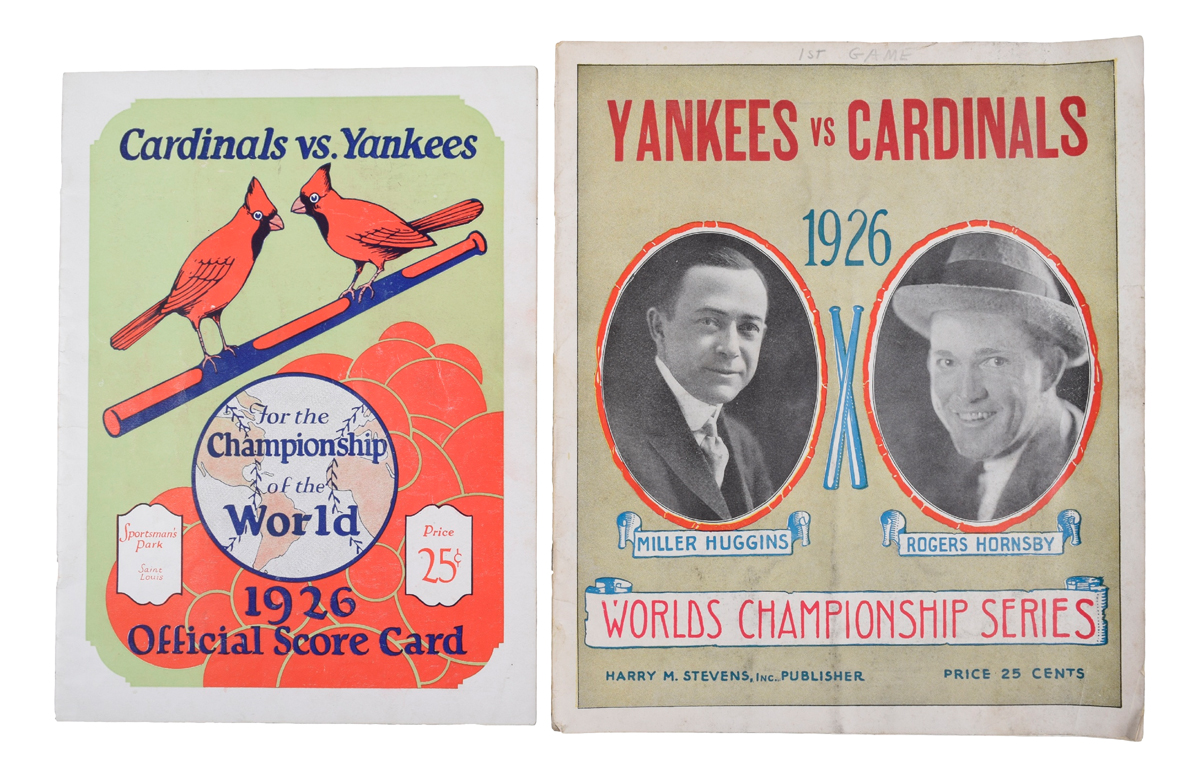 Cardinals vs. Yankees
for the
Championship
of the
World
Sportsman's
Park
Saint
Louis
Price
25¢
1926
Official Score Card
1ST GAME
YANKEES VS CARDINALS
1926
MILLER HUGGINS
ROGERS HORNSBY
WORLDS CHAMPIONSHIP SERIES
HARRY M. STEVENS, INC.. PUBLISHER
PRICE 25 CENTS